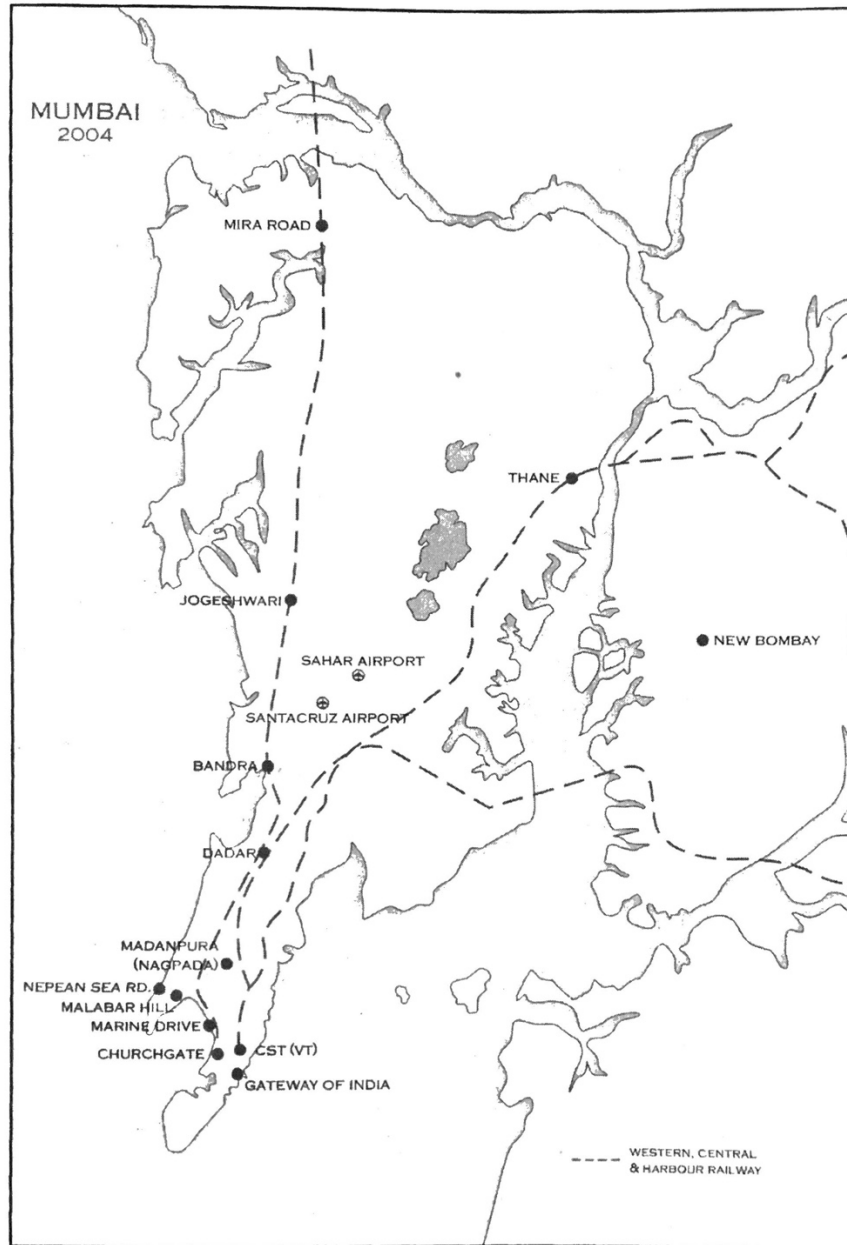 MUMBAI
2004
MIRA ROAD
THANE
JOGESHWARI
NEW BOMBAY
SAHAR AIRPORT
SANTACRUZ AIRPORT
BANDRA
DADAR
MADANPURA
(NAGPADA)
NEPEAN SEA RD.
MALABAR HILL
MARINE DRIVE
CHURCHGATE
CST (VT)
GATEWAY OF INDIA
WESTERN, CENTRAL
& HARBOUR RAILWAY